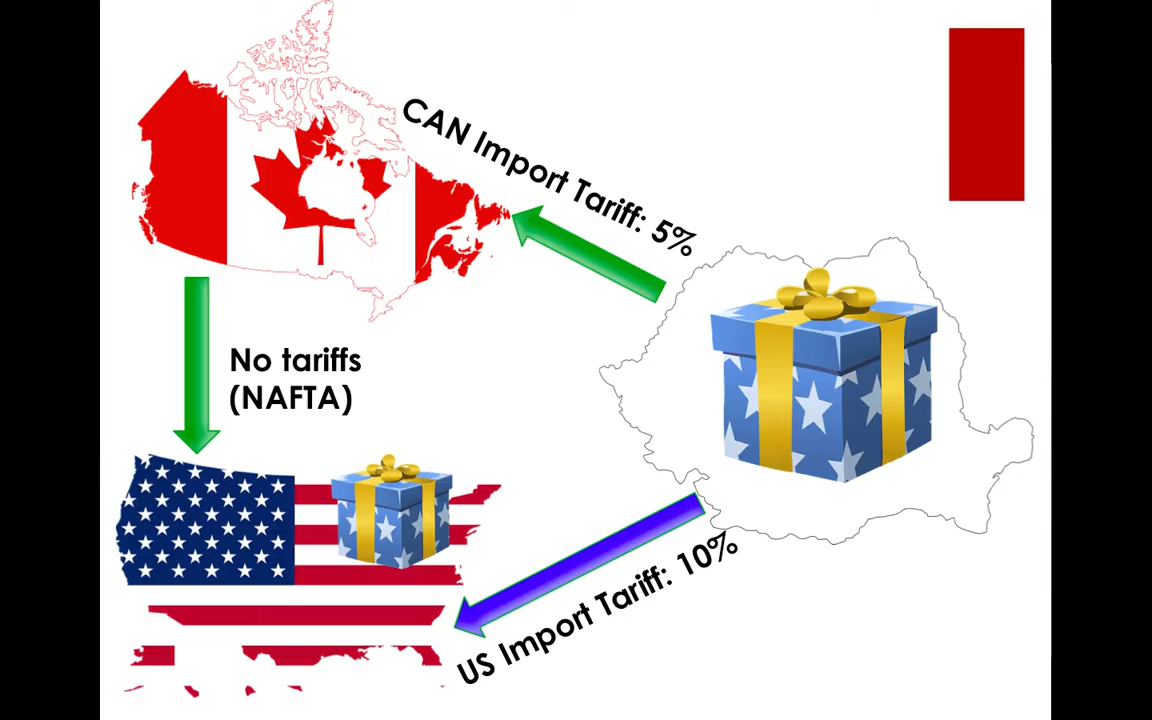 CAN Import Tariff: 5%
No tariffs
(NAFTA)
US Import Tariff: 10%